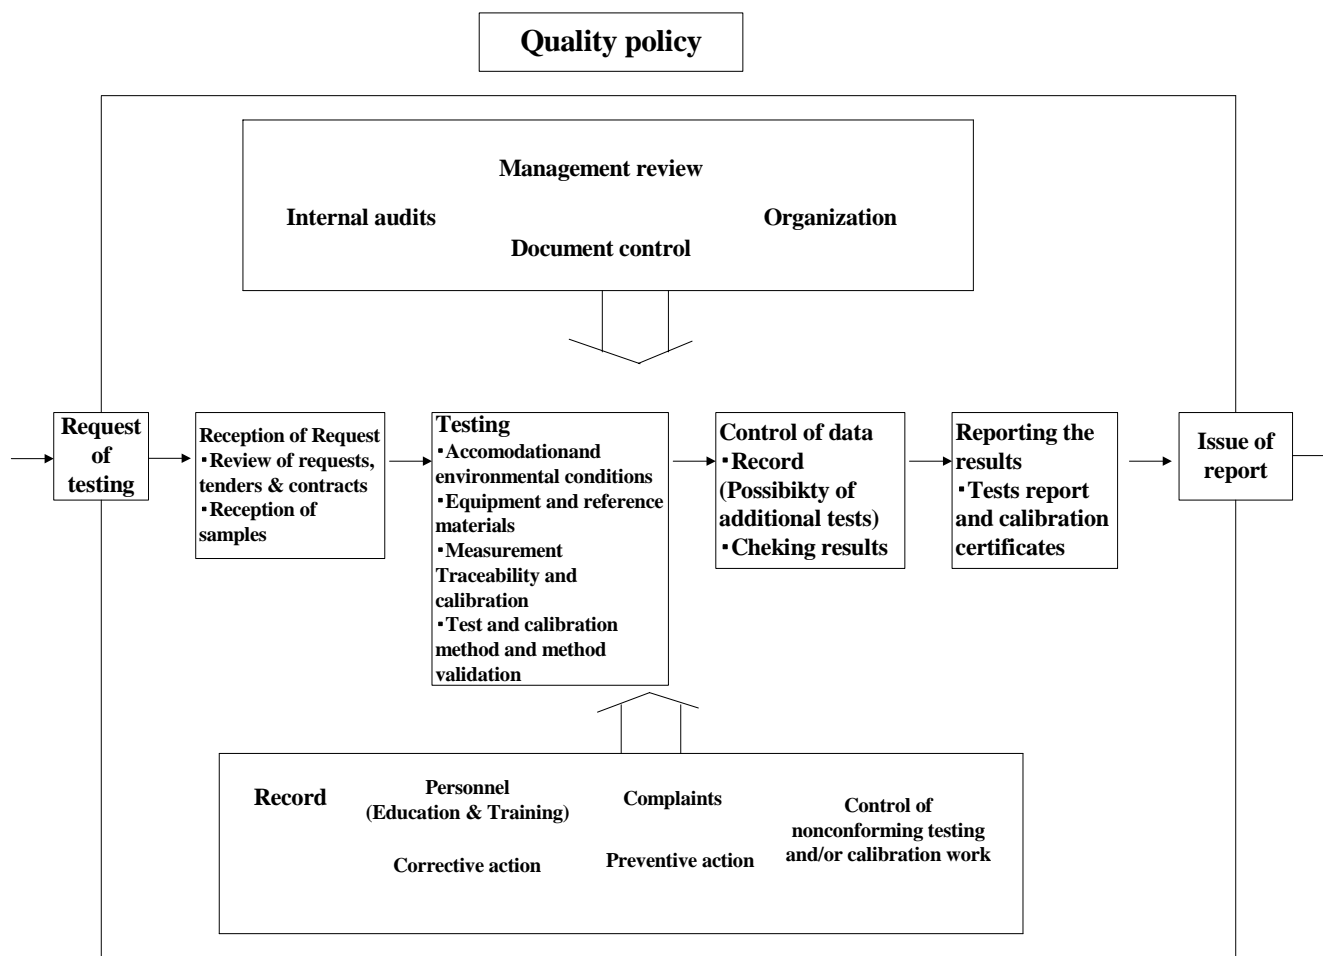 Quality policy
Management review
Internal audits
Organization
Document control
Request
of
testing
Reception of Request
▪Review of requests,
tenders & contracts
▪Reception of
samples
Testing
▪Accomodationand
environmental conditions
▪Equipment and reference
materials
▪Measurement
Traceability and
calibration
▪Test and calibration
method and method
validation
Control of data
▪Record
(Possibikty of
additional tests)
▪Cheking results
Reporting the
results
▪Tests report
and calibration
certificates
Issue of
report
Record
Personnel
(Education & Training)
Complaints
Control of
nonconforming testing
and/or calibration work
Corrective action
Preventive action